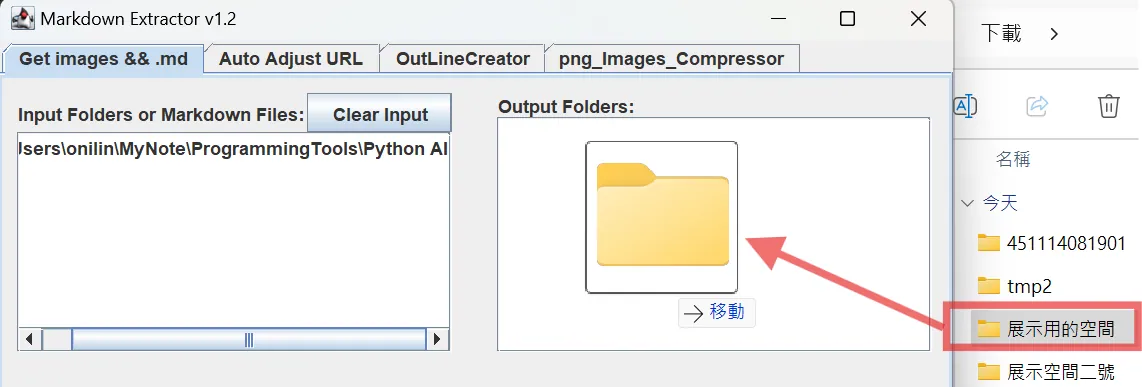 Markdown Extractor v1.2
Get images && .md
Auto Adjust URL
OutLineCreator
png_Images_Compressor
Input Folders or Markdown Files:
Clear Input
Output Folders:
Users\onilin\MyNote\ProgrammingTools\Python AI
移動
下載
A
名稱
今天
451114081901
tmp2
展示用的空間
展示空間二號